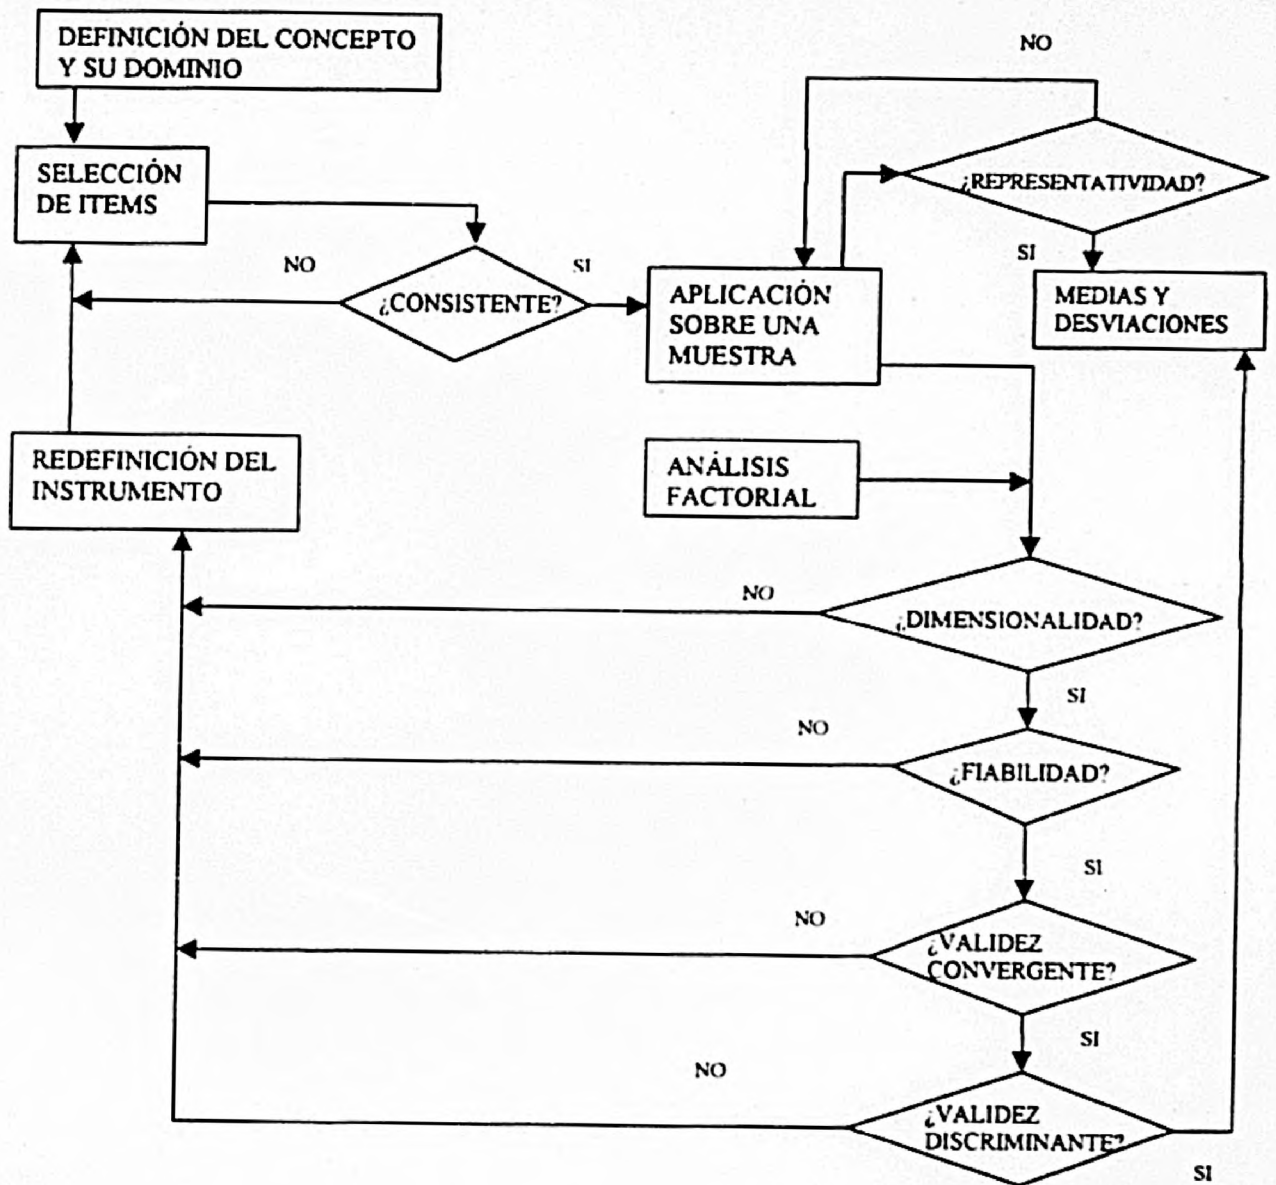 DEFINICIÓN DEL CONCEPTO
Y SU DOMINIO
SELECCIÓN
DE ITEMS
NO
¿CONSISTENTE?
SI
APLICACIÓN
SOBRE UNA
MUESTRA
NO
¿REPRESENTATIVIDAD?
SI
MEDIAS Y
DESVIACIONES
REDEFINICIÓN DEL
INSTRUMENTO
ANÁLISIS
FACTORIAL
NO
¿DIMENSIONALIDAD?
SI
NO
¿FIABILIDAD?
SI
NO
¿VALIDEZ
CONVERGENTE?
SI
NO
¿VALIDEZ
DISCRIMINANTE?
SI